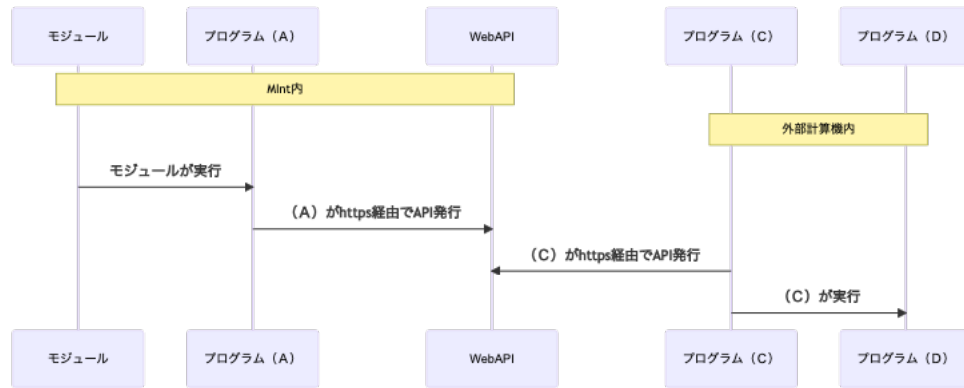 モジュール
プログラム（A）
WebAPI
プログラム（C）
プログラム（D）
MInt内
外部計算機内
モジュールが実行
（A）がhttps経由でAPI発行
（C）がhttps経由でAPI発行
（C）が実行
モジュール
プログラム（A）
WebAPI
プログラム（C）
プログラム（D）